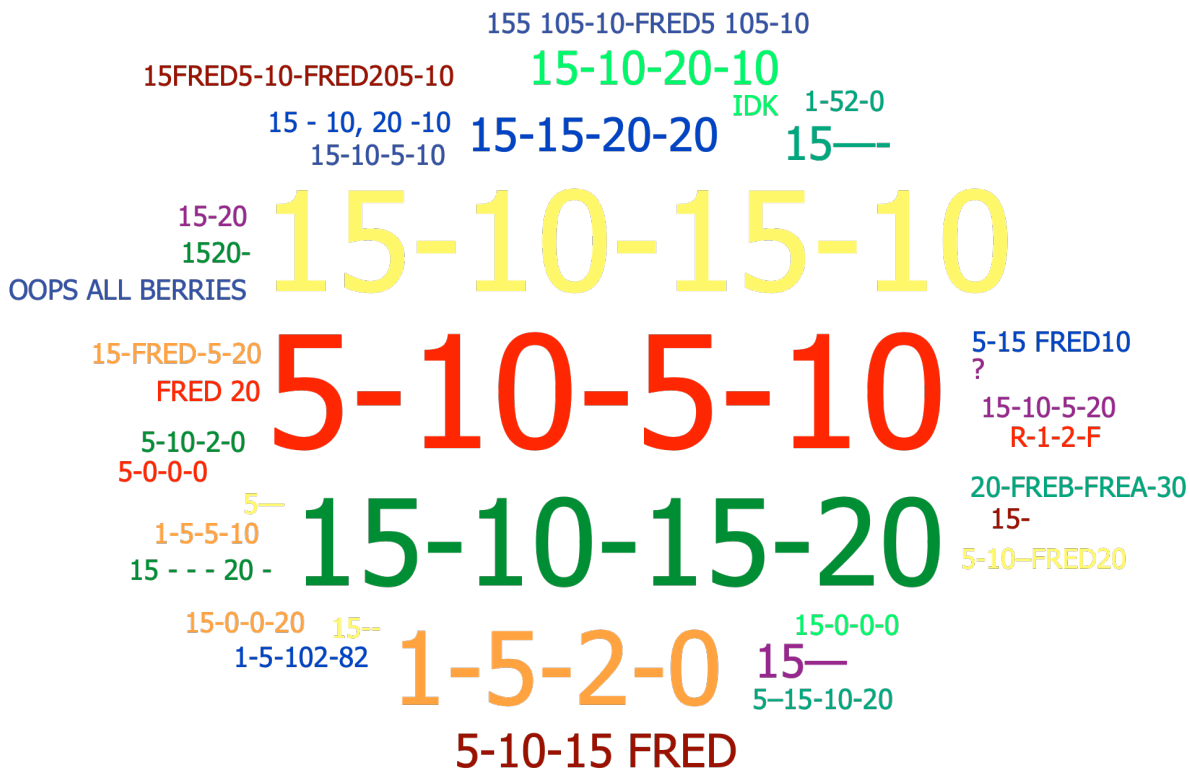 155 105-10-FRED5 105-10
15-10-20-10
15FRED5-10-FRED205-10
IDK
1-52-0
15 - 10, 20 -10
15-15-20-20
15—-
15-10-5-10
15-20
15-10-15-10
1520-
OOPS ALL BERRIES
15-FRED-5-20
5-10-5-10
5-15 FRED10
?
FRED 20
15-10-5-20
R-1-2-F
5-10-2-0
5-0-0-0
20-FREB-FREA-30
5—
15-10-15-20
15-
1-5-5-10
5-10–FRED20
15 - - - 20 -
15-0-0-20
15--
1-5-2-0
15-0-0-0
1-5-102-82
15—
5–15-10-20
5-10-15 FRED